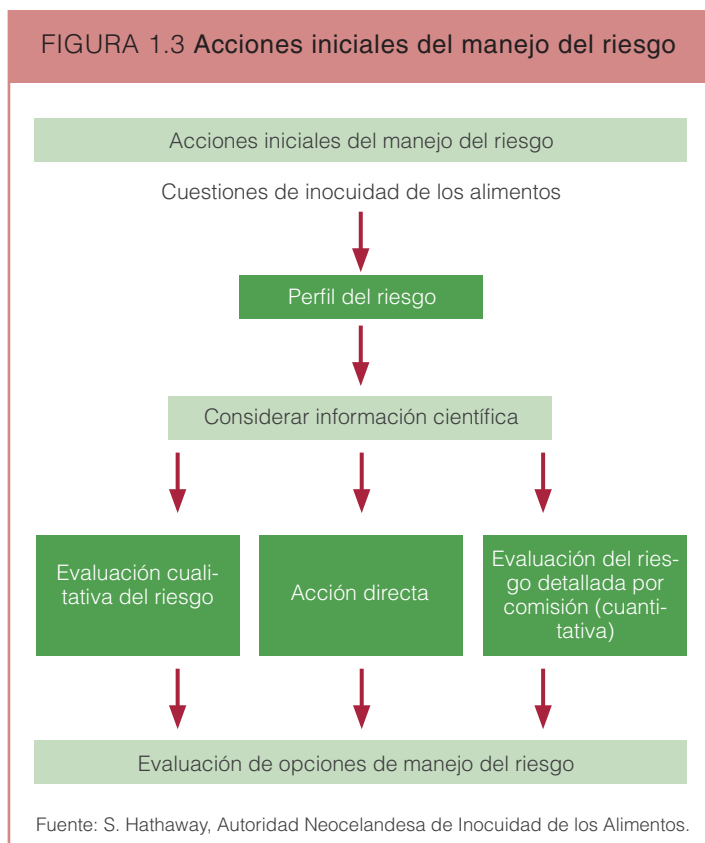 FIGURA 1.3 Acciones iniciales del manejo del riesgo
Acciones iniciales del manejo del riesgo
Cuestiones de inocuidad de los alimentos
Perfil del riesgo
Considerar información científica
Evaluación cuali-
tativa del riesgo
Acción directa
Evaluación del ries-
go detallada por
comisión (cuanti-
tativa)
Evaluación de opciones de manejo del riesgo
Fuente: S. Hathaway, Autoridad Neocelandesa de Inocuidad de los Alimentos.